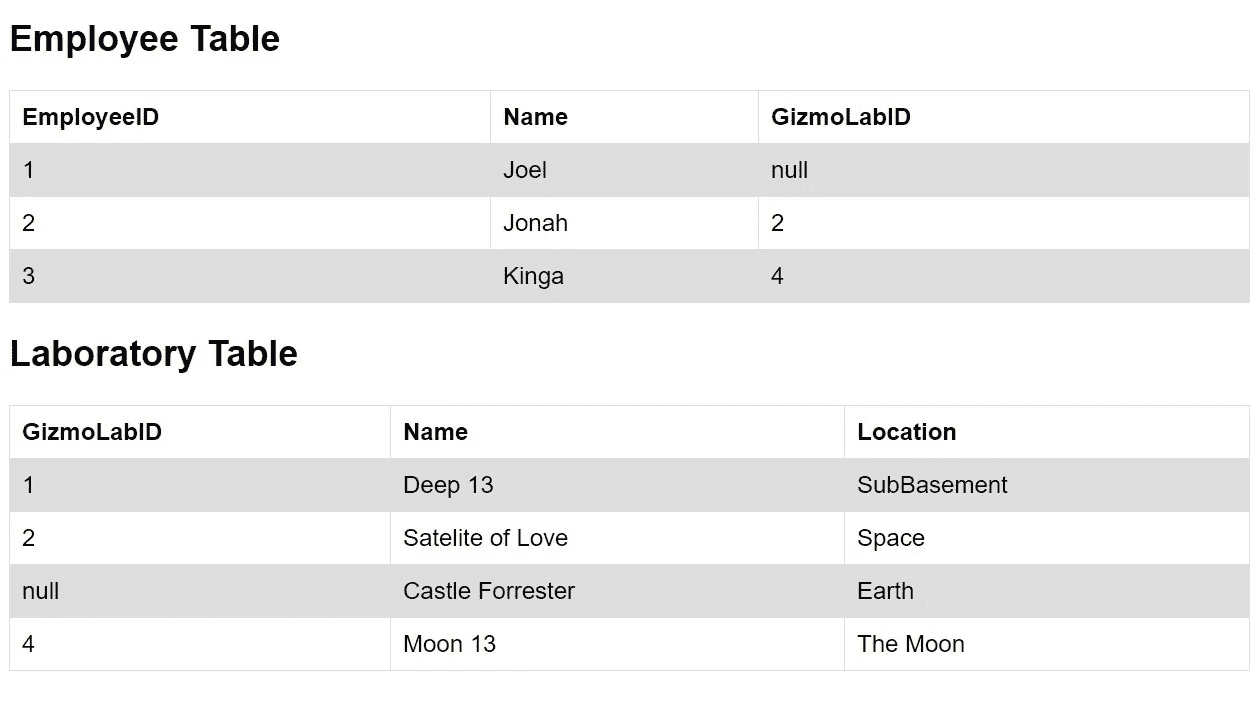 Employee Table
EmployeeID Name GizmoLabID
1 Joel null
2 Jonah 2
3 Kinga 4
Laboratory Table
GizmoLabID Name Location
1 Deep 13 SubBasement
2 Satelite of Love Space
null Castle Forrester Earth
4 Moon 13 The Moon